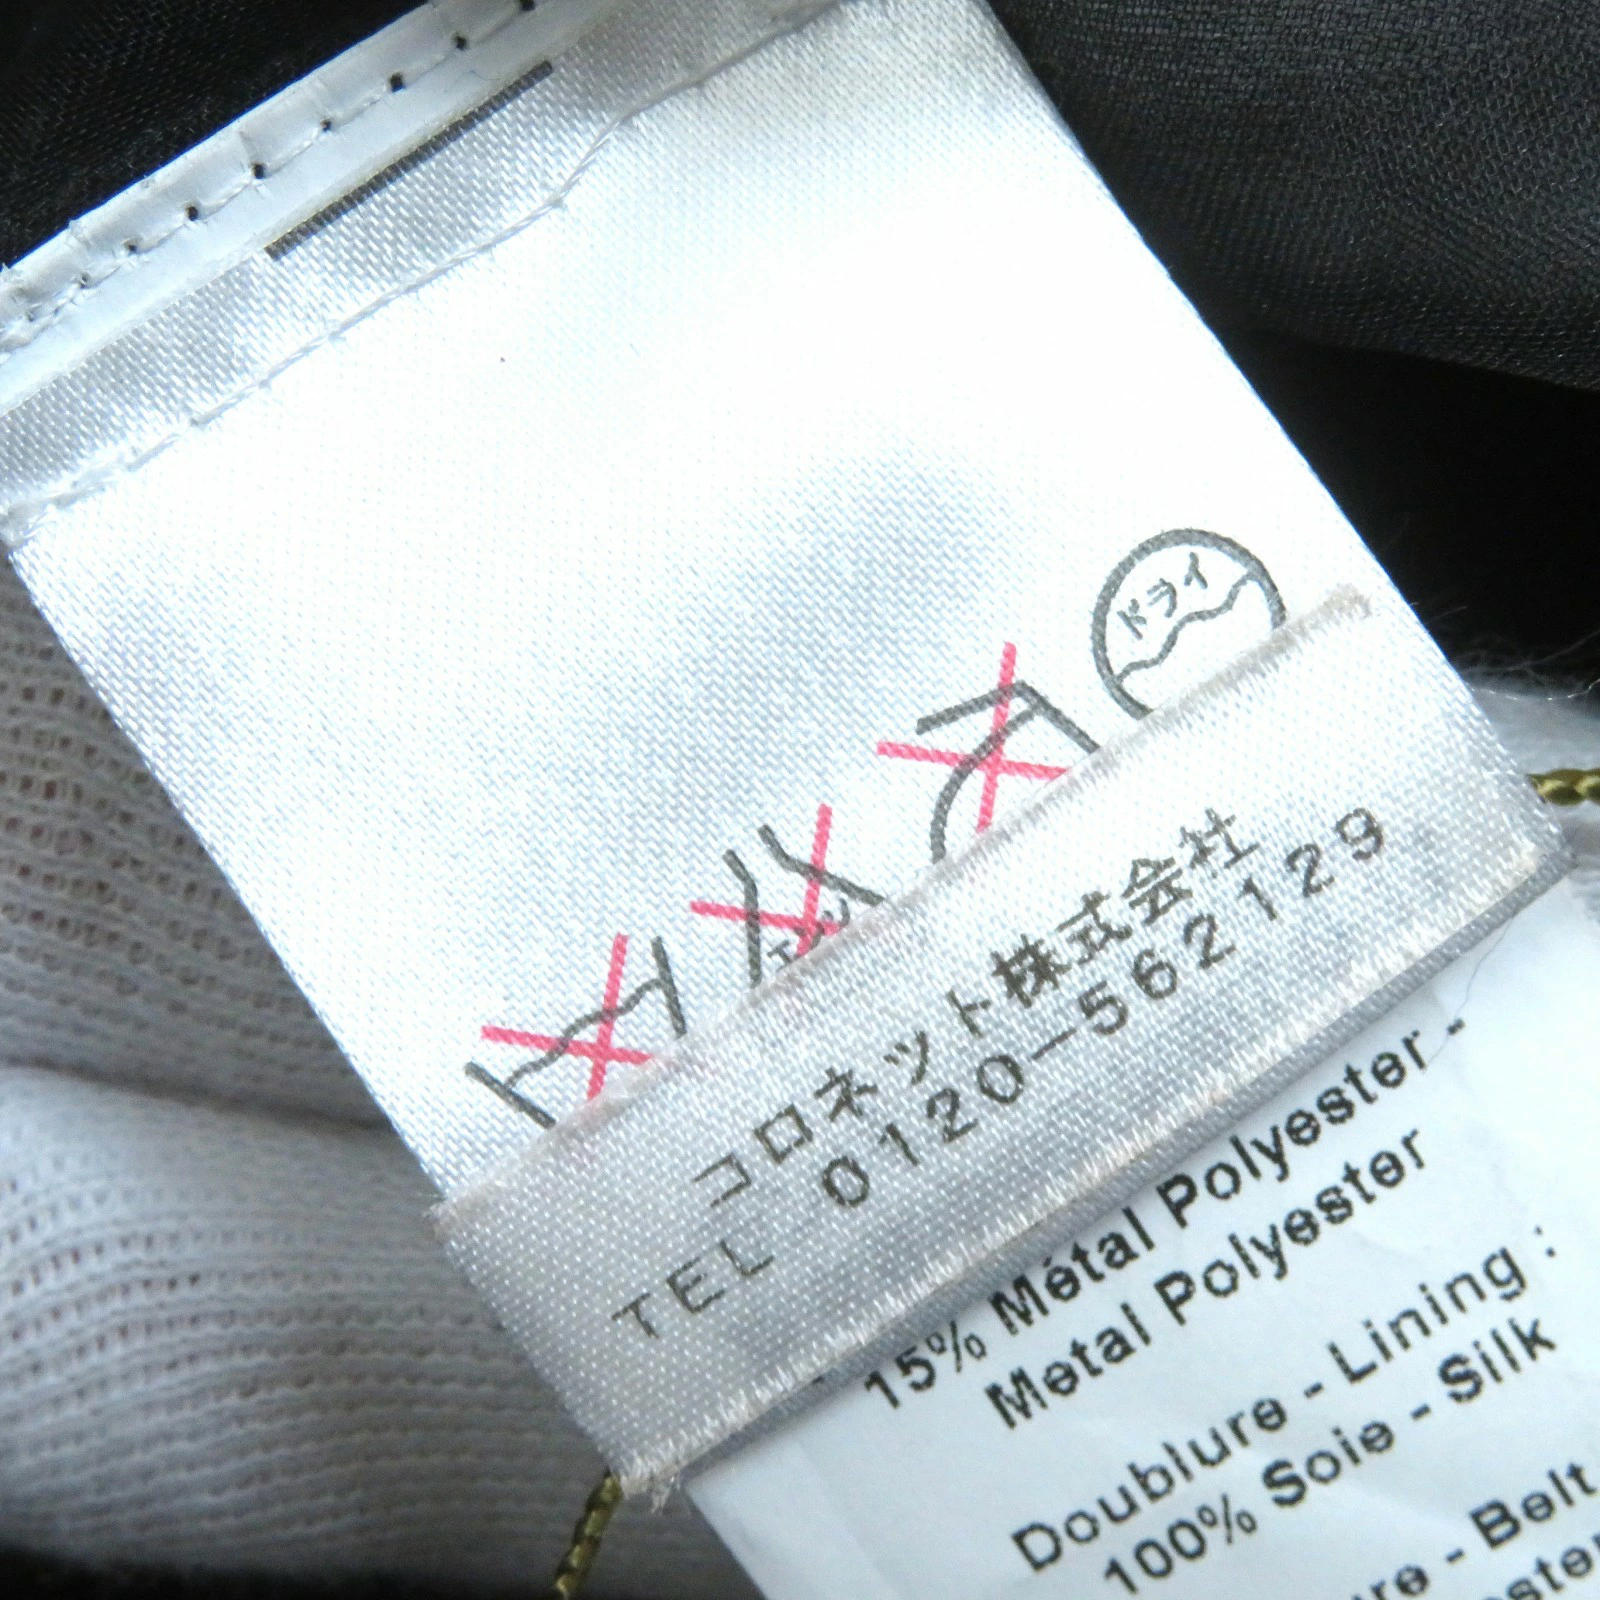 ドライ
コロネット株式会社
TEL 0120-562129
15% Métal Polyester -
Metal Polyester
Doublure - Lining :
100% Soie - Silk
- Belt